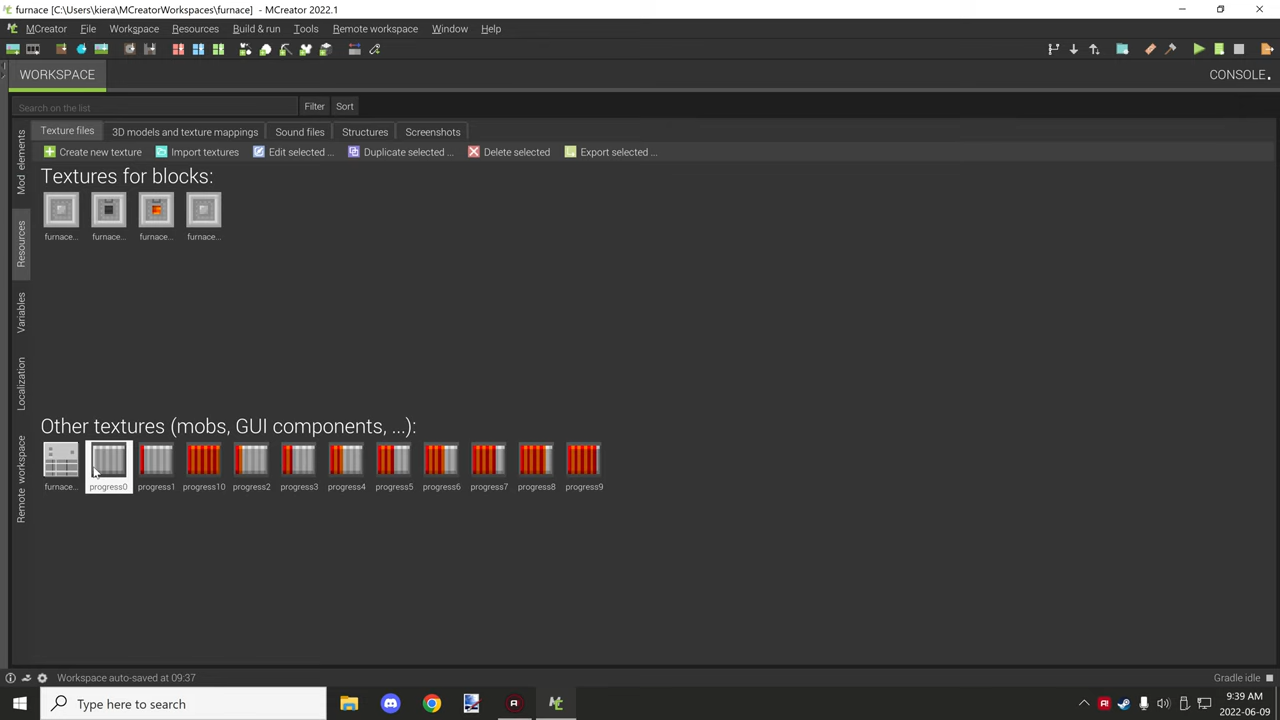 furnace [C:\Users\kiera\MCreatorWorkspaces\furnace] - MCreator 2022.1
MCreator File Workspace Resources Build & run Tools Remote workspace Window Help
WORKSPACE
CONSOLE
Search on the list
Filter Sort
Texture files 3D models and texture mappings Sound files Structures Screenshots
Create new texture Import textures Edit selected ... Duplicate selected ... Delete selected Export selected ...
Mod elements
Resources
Variables
Localization
Remote workspace
Textures for blocks:
furnace... furnace... furnace... furnace...
Other textures (mobs, GUI components, ...):
furnace... progress0 progress1 progress10 progress2 progress3 progress4 progress5 progress6 progress7 progress8 progress9
Workspace auto-saved at 09:37
Gradle idle
Type here to search
9:39 AM
2022-06-09